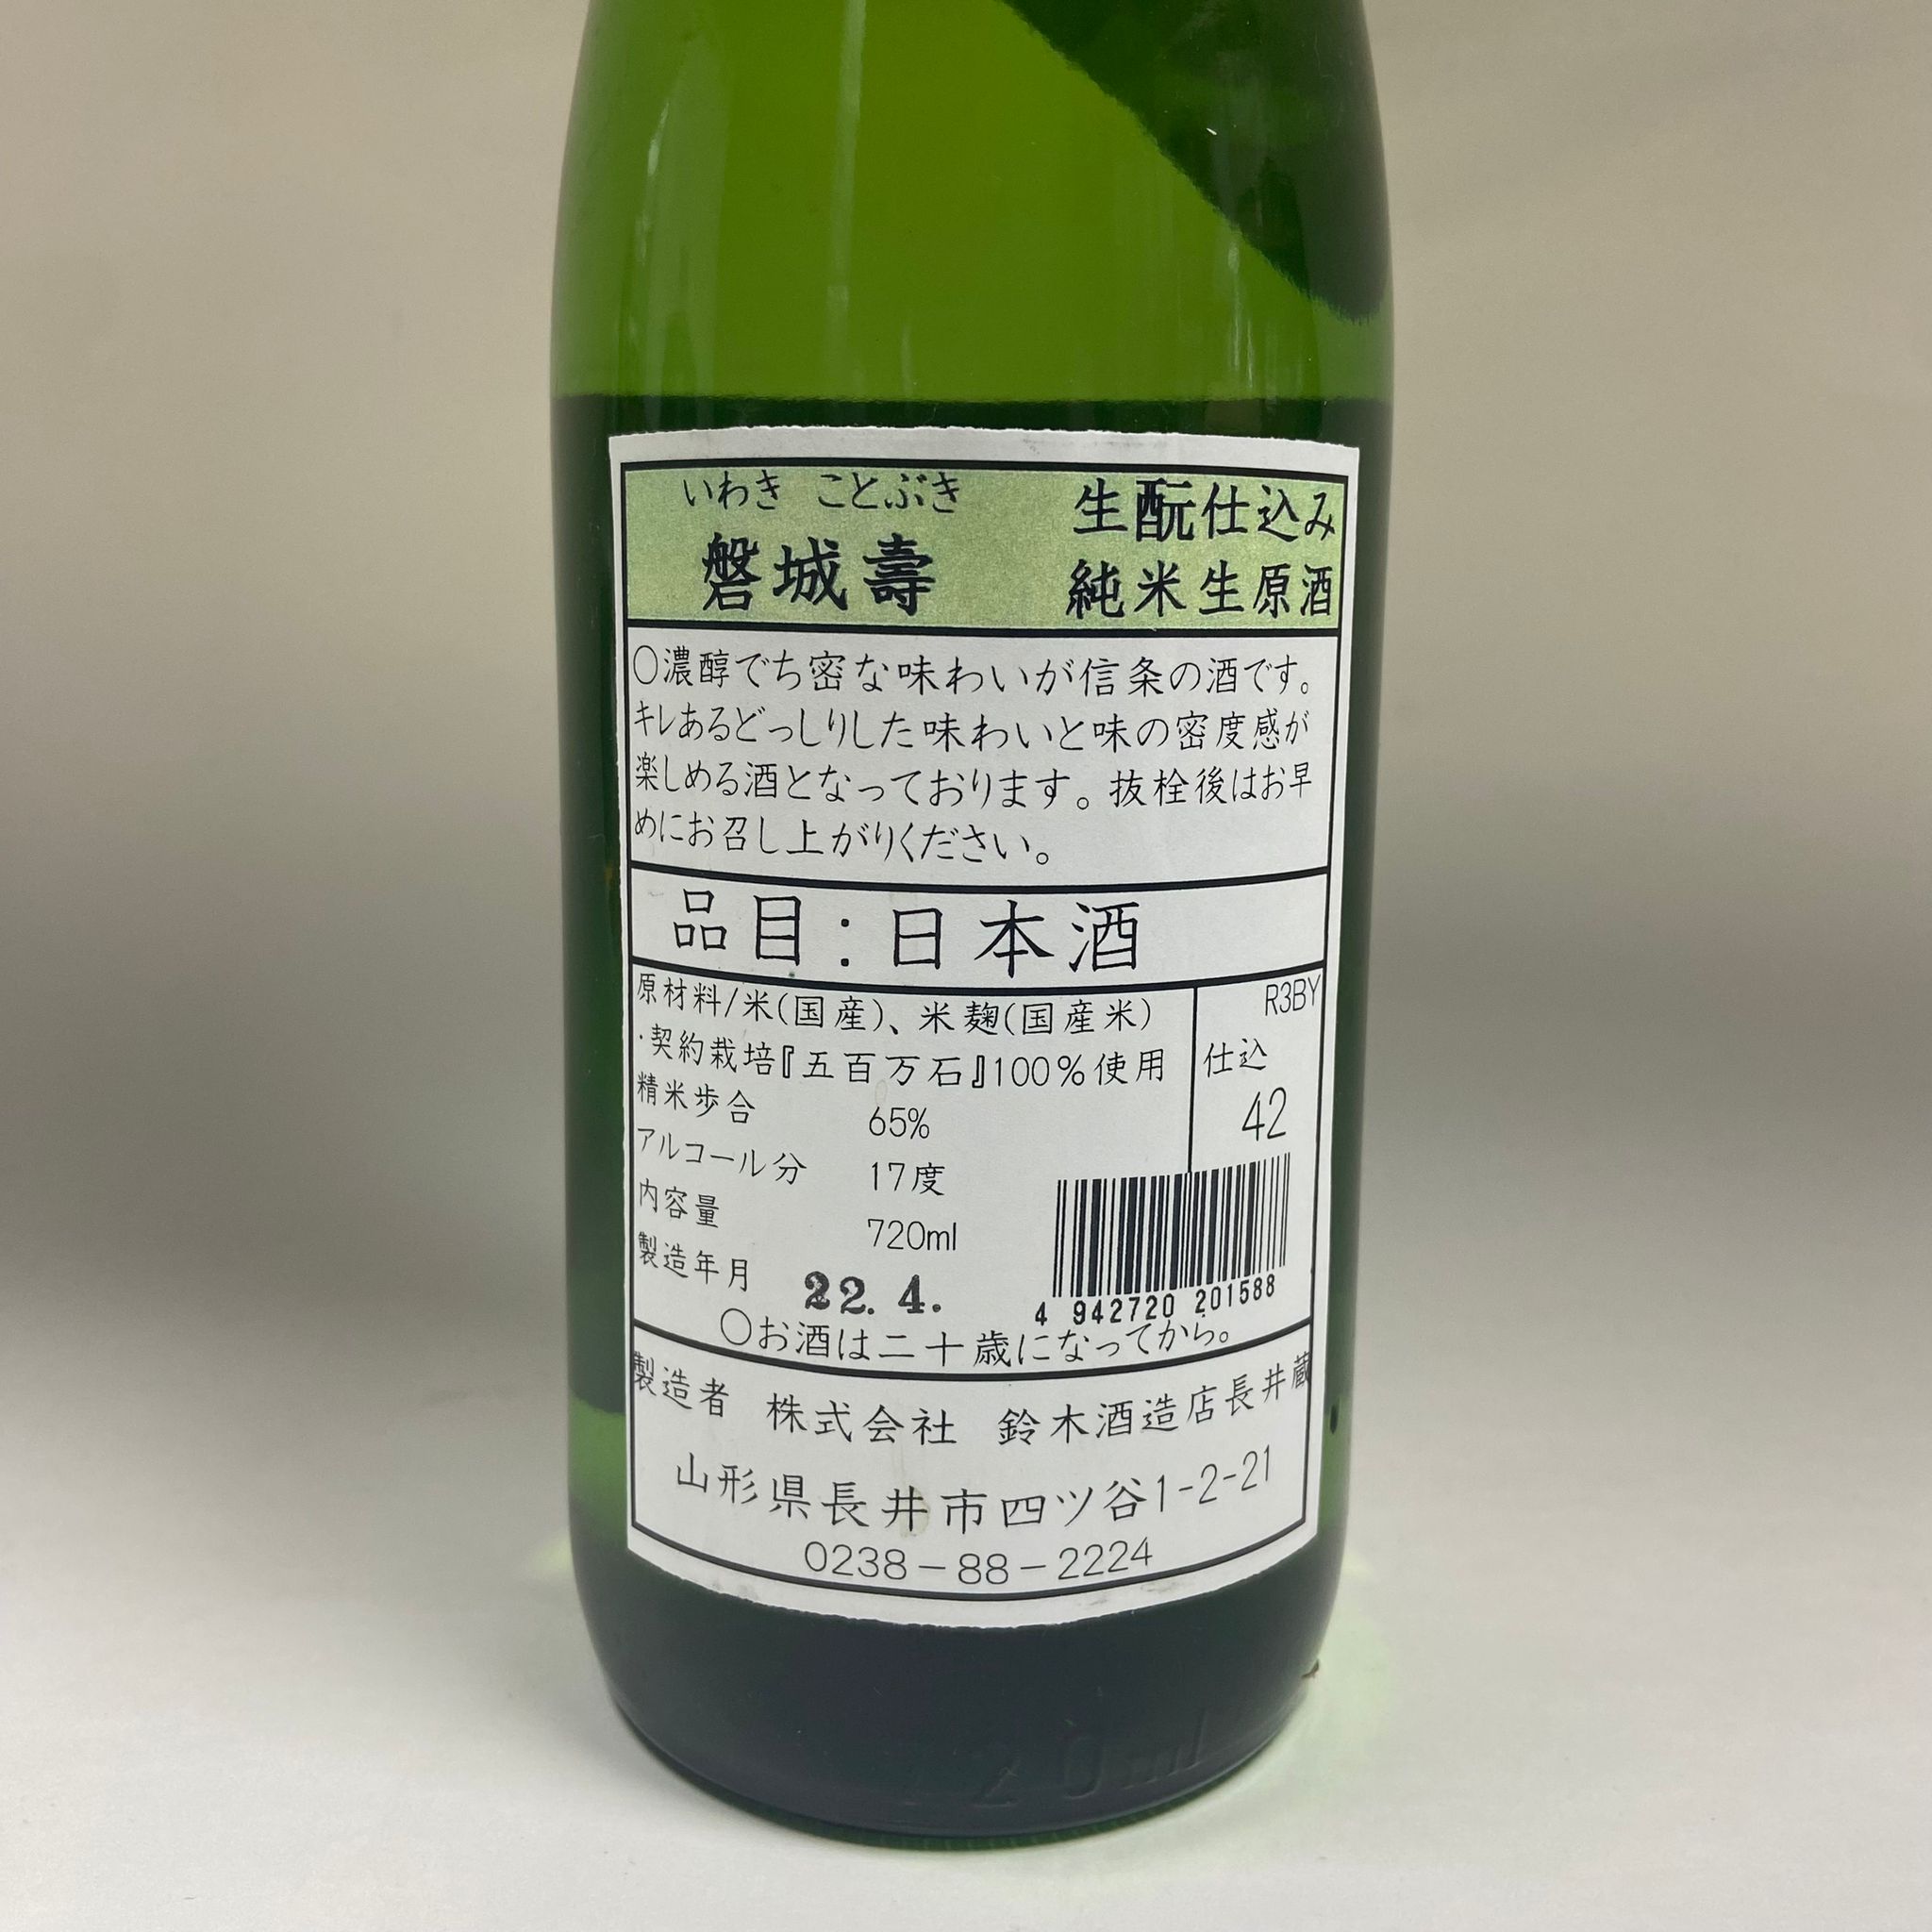 いわき ことぶき
磐城壽
生酛仕込み
純米生原酒
〇濃醇でち密な味わいが信条の酒です。
キレあるどっしりした味わいと味の密度感が
楽しめる酒となっております。抜栓後はお早
めにお召し上がりください。
品目:日本酒
原材料/米(国産)、米麹(国産米)
・契約栽培『五百万石』100%使用
精米歩合 65%
アルコール分 17度
内容量 720ml
製造年月 22.4.
R3BY
仕込
42
4 942720 201588
〇お酒は二十歳になってから。
製造者 株式会社 鈴木酒造店長井蔵
山形県長井市四ツ谷1-2-21
0238-88-2224
720ml